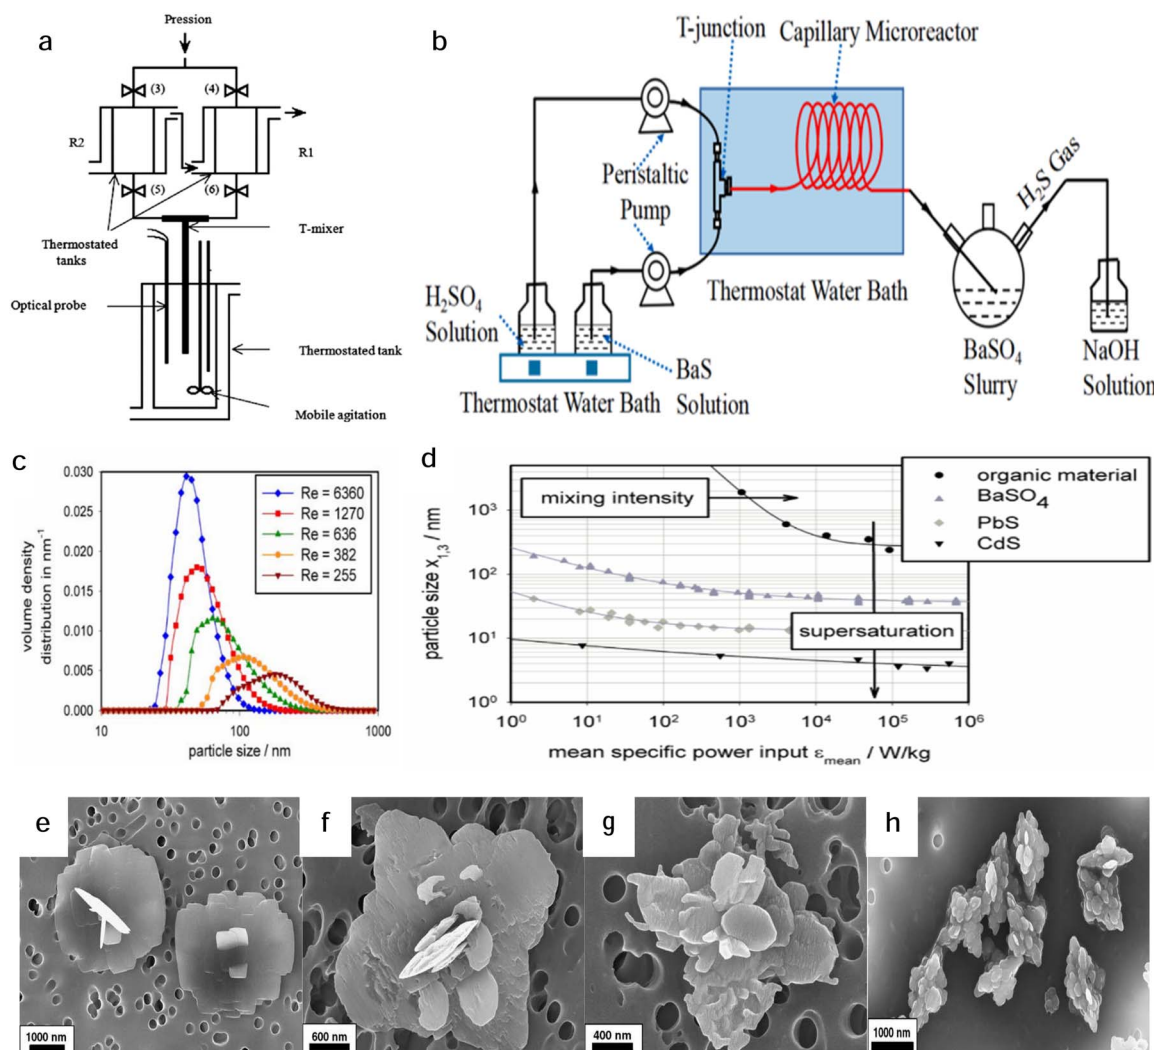 a
Pression
(3)
(4)
R2
R1
(5)
(6)
T-mixer
Thermostated
tanks
Optical probe
Thermostated tank
Mobile agitation
b
T-junction
Capillary Microreactor
Peristaltic
Pump
H₂S Gas
Thermostat Water Bath
H₂SO₄
Solution
BaS
Solution
Thermostat Water Bath
BaSO₄
Slurry
NaOH
Solution
c
volume density
distribution in nm⁻¹
0.030
0.025
0.020
0.015
0.010
0.005
0.000
Re = 6360
Re = 1270
Re = 636
Re = 382
Re = 255
10
100
1000
particle size / nm
d
particle size x₁,₃ / nm
10³
10²
10¹
10⁰
mixing intensity
supersaturation
organic material
BaSO₄
PbS
CdS
10⁰
10¹
10²
10³
10⁴
10⁵
10⁶
mean specific power input εmean / W/kg
e
1000 nm
f
600 nm
g
400 nm
h
1000 nm